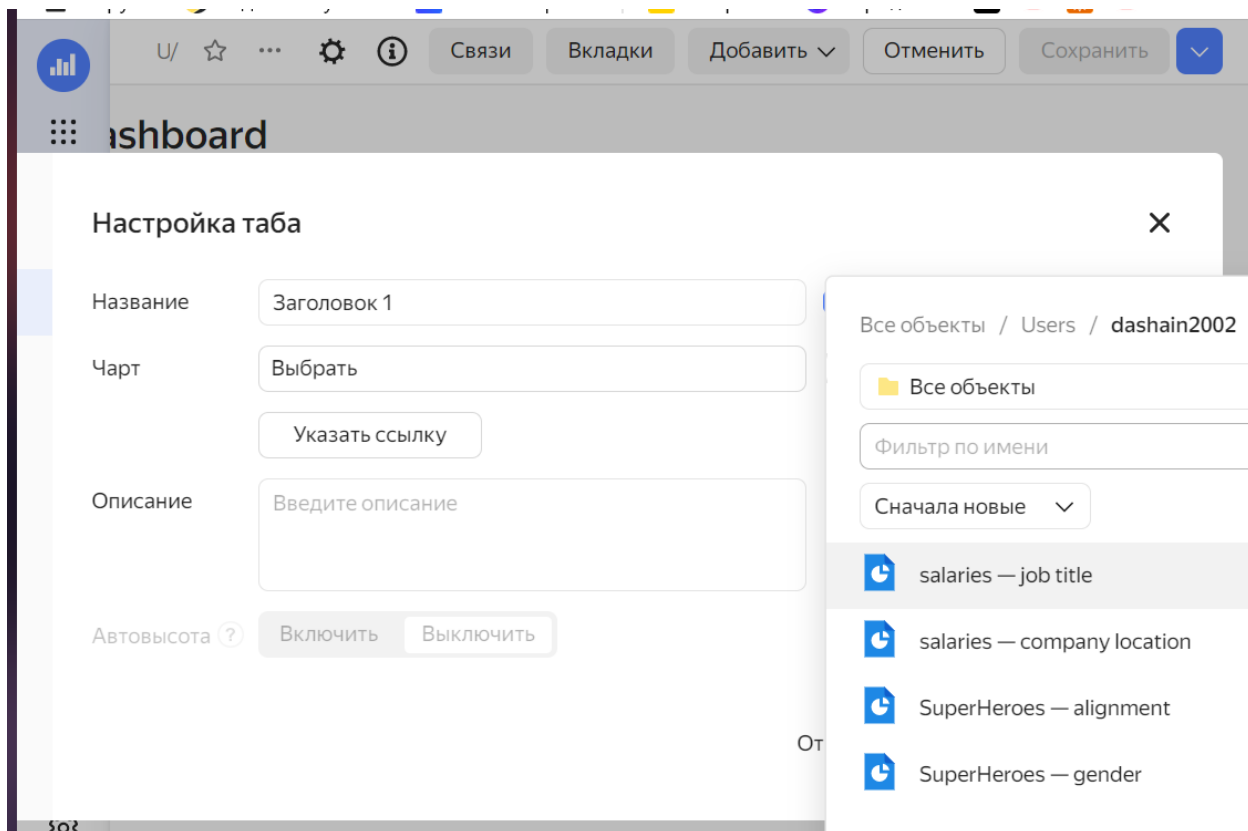 U/ Связи Вкладки Добавить Отменить Сохранить
ashboard
Настройка таба
Название Заголовок 1
Чарт Выбрать
Указать ссылку
Описание Введите описание
Автовысота ? Включить Выключить
От
Все объекты / Users / dashain2002
Все объекты
Фильтр по имени
Сначала новые
salaries — job title
salaries — company location
SuperHeroes — alignment
SuperHeroes — gender